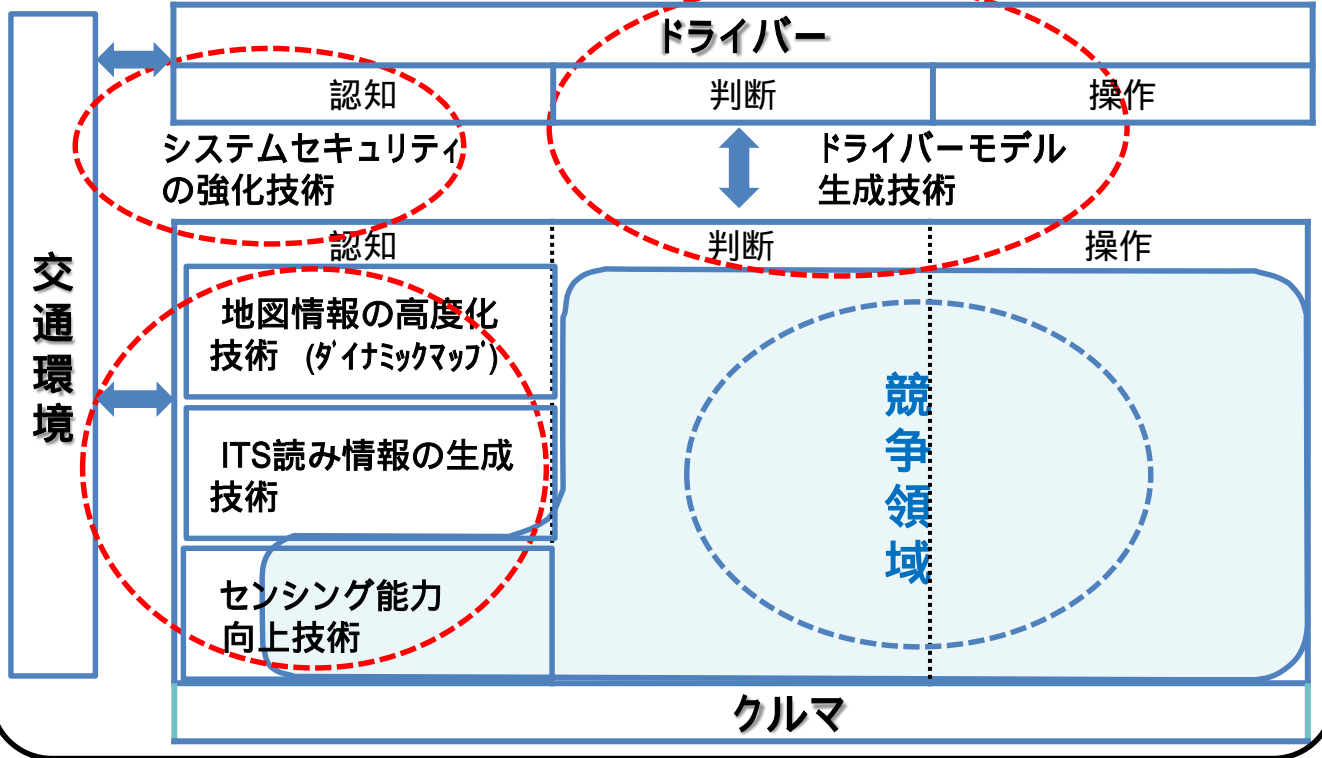 ドライバー
認知 判断 操作
システムセキュリティ
の強化技術
ドライバーモデル
生成技術
交通環境
認知 判断 操作
地図情報の高度化
技術 (ダイナミックマップ)
ITS読み情報の生成
技術
センシング能力
向上技術
競争領域
クルマ